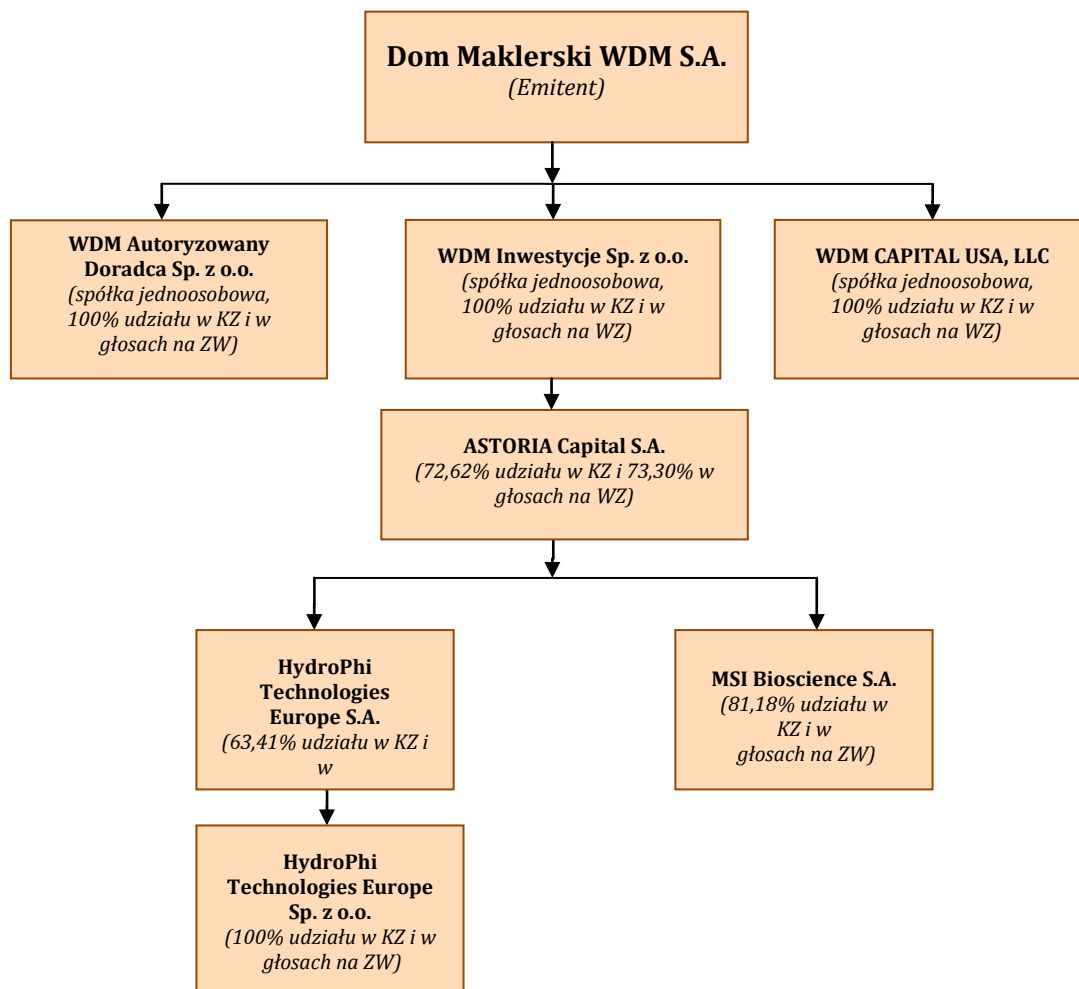 Dom Maklerski WDM S.A.
(Emitent)
WDM Autoryzowany
Doradca Sp. z o.o.
(spółka jednoosobowa,
100% udziału w KZ i w
głosach na ZW)
WDM Inwestycje Sp. z o.o.
(spółka jednoosobowa,
100% udziału w KZ i w
głosach na WZ)
WDM CAPITAL USA, LLC
(spółka jednoosobowa,
100% udziału w KZ i w
głosach na WZ)
ASTORIA Capital S.A.
(72,62% udziału w KZ i 73,30% w
głosach na WZ)
HydroPhi
Technologies
Europe S.A.
(63,41% udziału w KZ i
w
MSI Bioscience S.A.
(81,18% udziału w
KZ i w
głosach na ZW)
HydroPhi
Technologies Europe
Sp. z o.o.
(100% udziału w KZ i w
głosach na ZW)